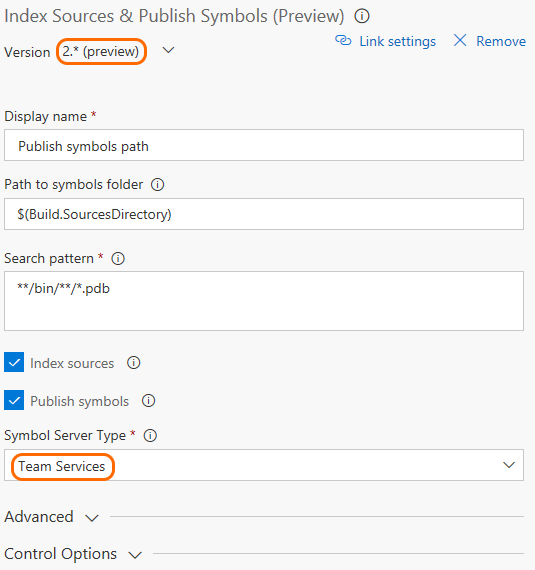 Index Sources & Publish Symbols (Preview)
Version 2.* (preview)
Link settings
Remove
Display name *
Publish symbols path
Path to symbols folder
$(Build.SourcesDirectory)
Search pattern *
**/bin/**/*.pdb
Index sources
Publish symbols
Symbol Server Type *
Team Services
Advanced
Control Options